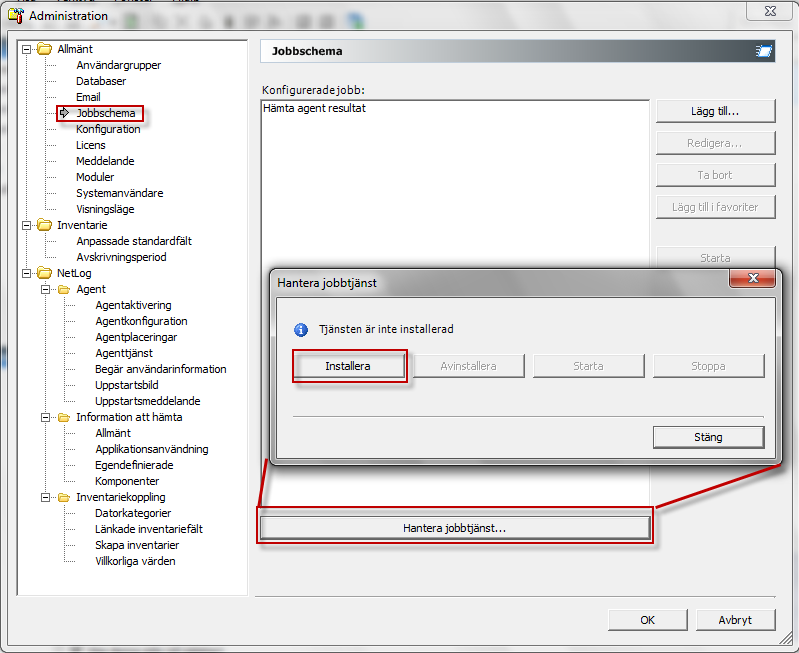 Administration
Allmänt
Användargrupper
Databaser
Email
Jobbschema
Konfiguration
Licens
Meddelande
Moduler
Systemanvändare
Visningsläge
Inventarie
Anpassade standardfält
Avskrivningsperiod
NetLog
Agent
Agentaktivering
Agentkonfiguration
Agentplaceringar
Agenttjänst
Begär användarinformation
Uppstartsbild
Uppstartsmeddelande
Information att hämta
Allmänt
Applikationsanvändning
Egendefinierade
Komponenter
Inventariekoppling
Datorkategorier
Länkade inventariefält
Skapa inventarier
Villkorliga värden
Jobbschema
Konfigurerade jobb:
Hämta agent resultat
Lägg till...
Redigera...
Ta bort
Lägg till i favoriter
Starta
Hantera jobbtjänst
Tjänsten är inte installerad
Installera
Avinstallera
Starta
Stoppa
Stäng
Hantera jobbtjänst...
OK
Avbryt